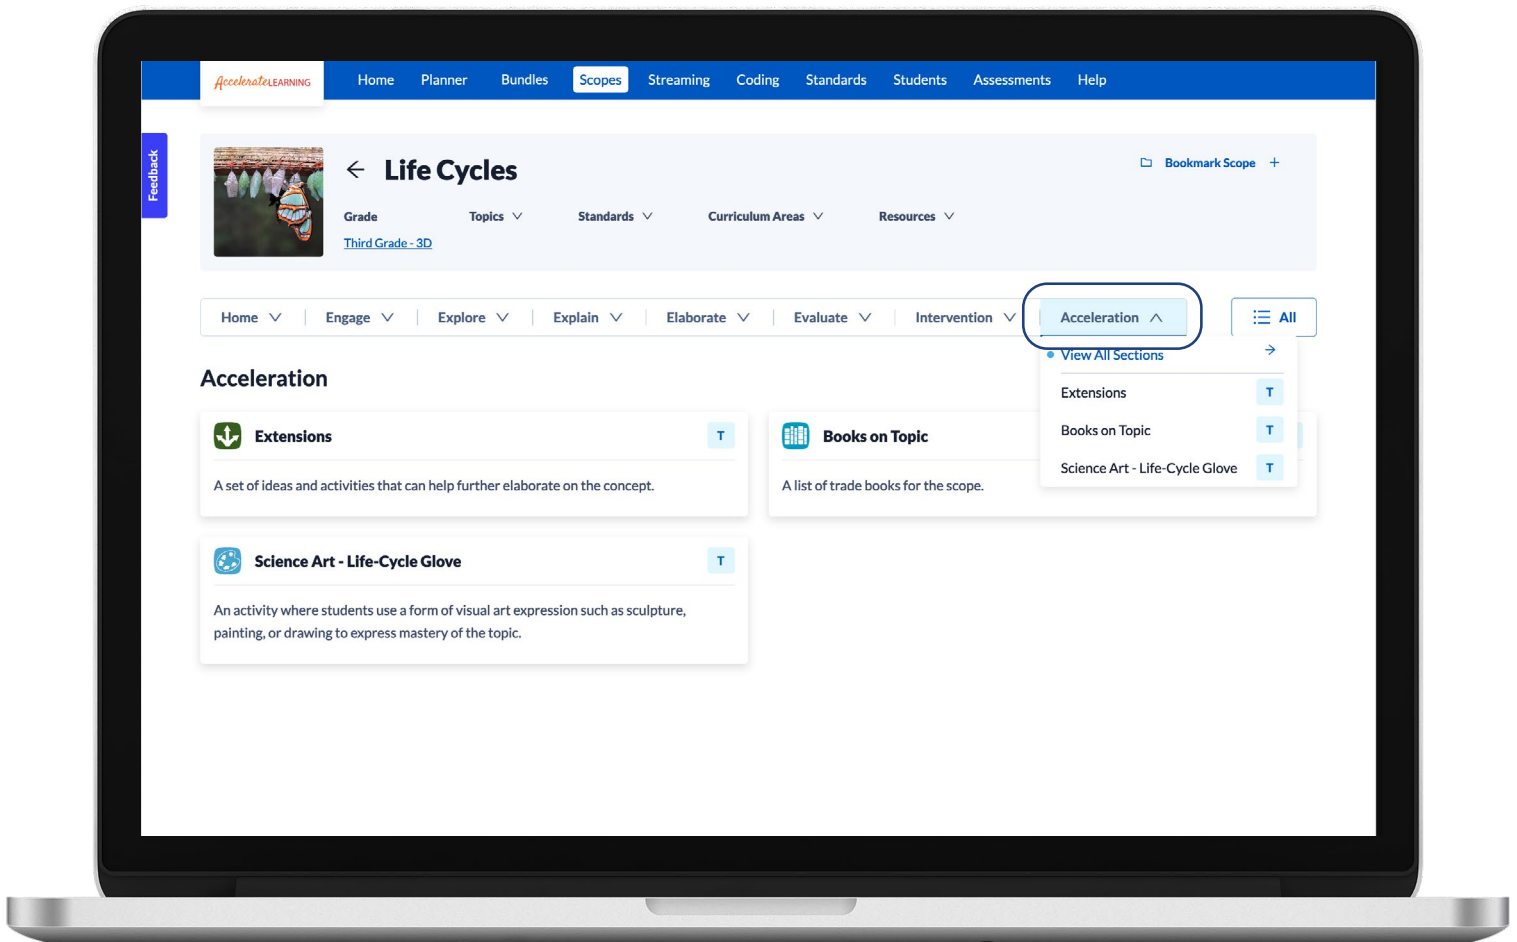 AccelerateLEARNING Home Planner Bundles Scopes Streaming Coding Standards Students Assessments Help
Feedback
Life Cycles
Bookmark Scope +
Grade Topics Standards Curriculum Areas Resources
Third Grade - 3D
Home Engage Explore Explain Elaborate Evaluate Intervention Acceleration All
View All Sections
Extensions T
Books on Topic T
Science Art - Life-Cycle Glove T
Acceleration
Extensions T
A set of ideas and activities that can help further elaborate on the concept.
Books on Topic
A list of trade books for the scope.
Science Art - Life-Cycle Glove T
An activity where students use a form of visual art expression such as sculpture,
painting, or drawing to express mastery of the topic.